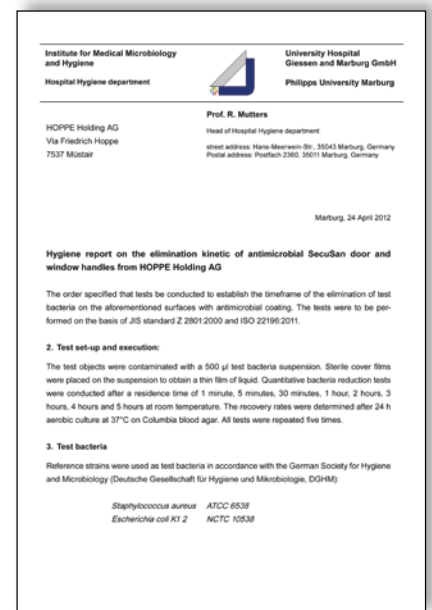 Institute for Medical Microbiology
and Hygiene
Hospital Hygiene department
University Hospital
Giessen and Marburg GmbH
Philipps University Marburg
HOPPE Holding AG
Via Friedrich Hoppe
7537 Müstair
Prof. R. Mutters
Head of Hospital Hygiene department
street address: Hans-Meerwein-Str., 35043 Marburg, Germany
Postal address: Postfach 2360, 35011 Marburg, Germany
Marburg, 24 April 2012
Hygiene report on the elimination kinetic of antimicrobial SecuSan door and
window handles from HOPPE Holding AG
The order specified that tests be conducted to establish the timeframe of the elimination of test
bacteria on the aforementioned surfaces with antimicrobial coating. The tests were to be per-
formed on the basis of JIS standard Z 2801:2000 and ISO 22196:2011.
2. Test set-up and execution:
The test objects were contaminated with a 500 µl test bacteria suspension. Sterile cover films
were placed on the suspension to obtain a thin film of liquid. Quantitative bacteria reduction tests
were conducted after a residence time of 1 minute, 5 minutes, 30 minutes, 1 hour, 2 hours, 3
hours, 4 hours and 5 hours at room temperature. The recovery rates were determined after 24 h
aerobic culture at 37°C on Columbia blood agar. All tests were repeated five times.
3. Test bacteria
Reference strains were used as test bacteria in accordance with the German Society for Hygiene
and Microbiology (Deutsche Gesellschaft für Hygiene und Mikrobiologie, DGHM):
Staphylococcus aureus ATCC 6538
Escherichia coli K12 NCTC 10538